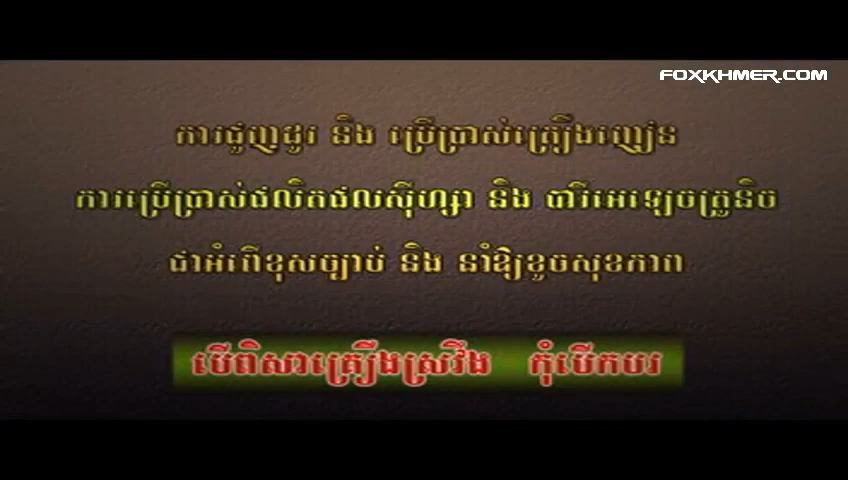 FOXKHMER.COM
ការជួញដូរ និង ប្រើប្រាស់គ្រឿងញៀន
ការប្រើប្រាស់ផលិតផលស៊ីហ្សា និង បារីអេឡិចត្រូនិច
ជាអំពើខុសច្បាប់ និង នាំឱ្យខូចសុខភាព
បើពិសាគ្រឿងស្រវឹង កុំបើកបរ